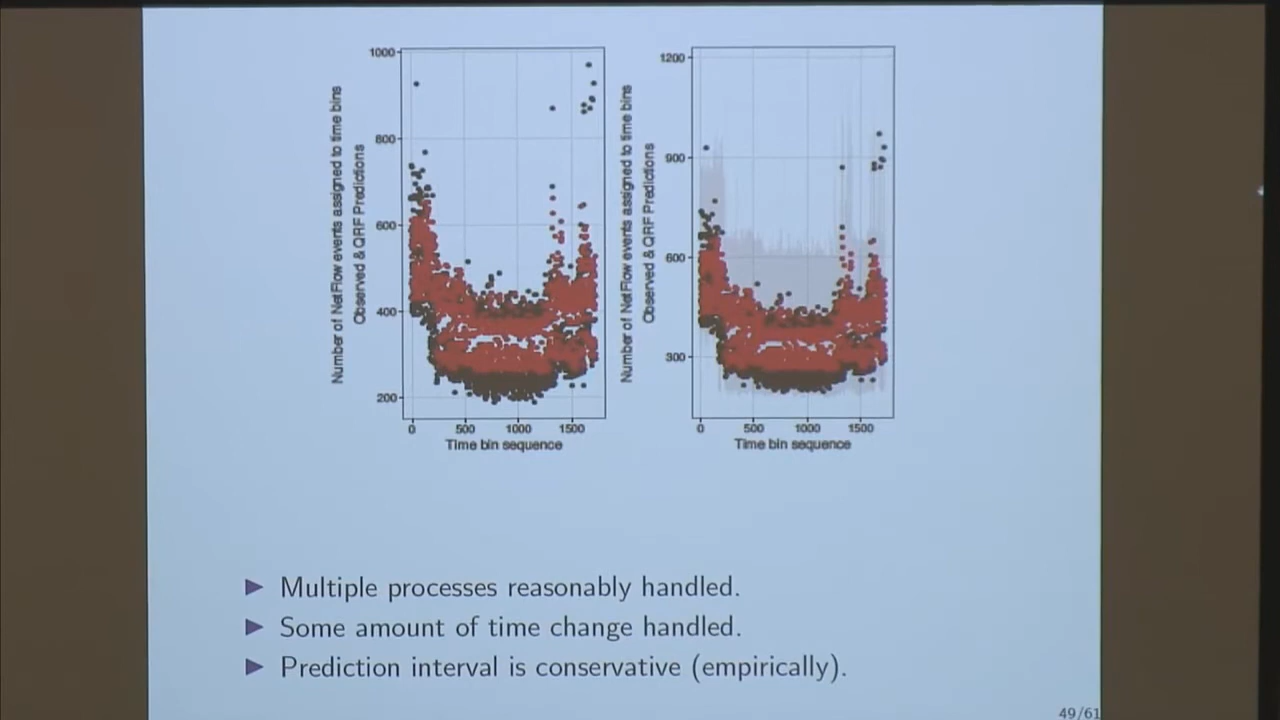 Number of NetFlow events assigned to time bins
Observed & QRF Predictions
1000
800
600
400
200
0 500 1000 1500
Time bin sequence
Number of NetFlow events assigned to time bins
Observed & QRF Predictions
1200
900
600
300
0 500 1000 1500
Time bin sequence
Multiple processes reasonably handled.
Some amount of time change handled.
Prediction interval is conservative (empirically).
49/61